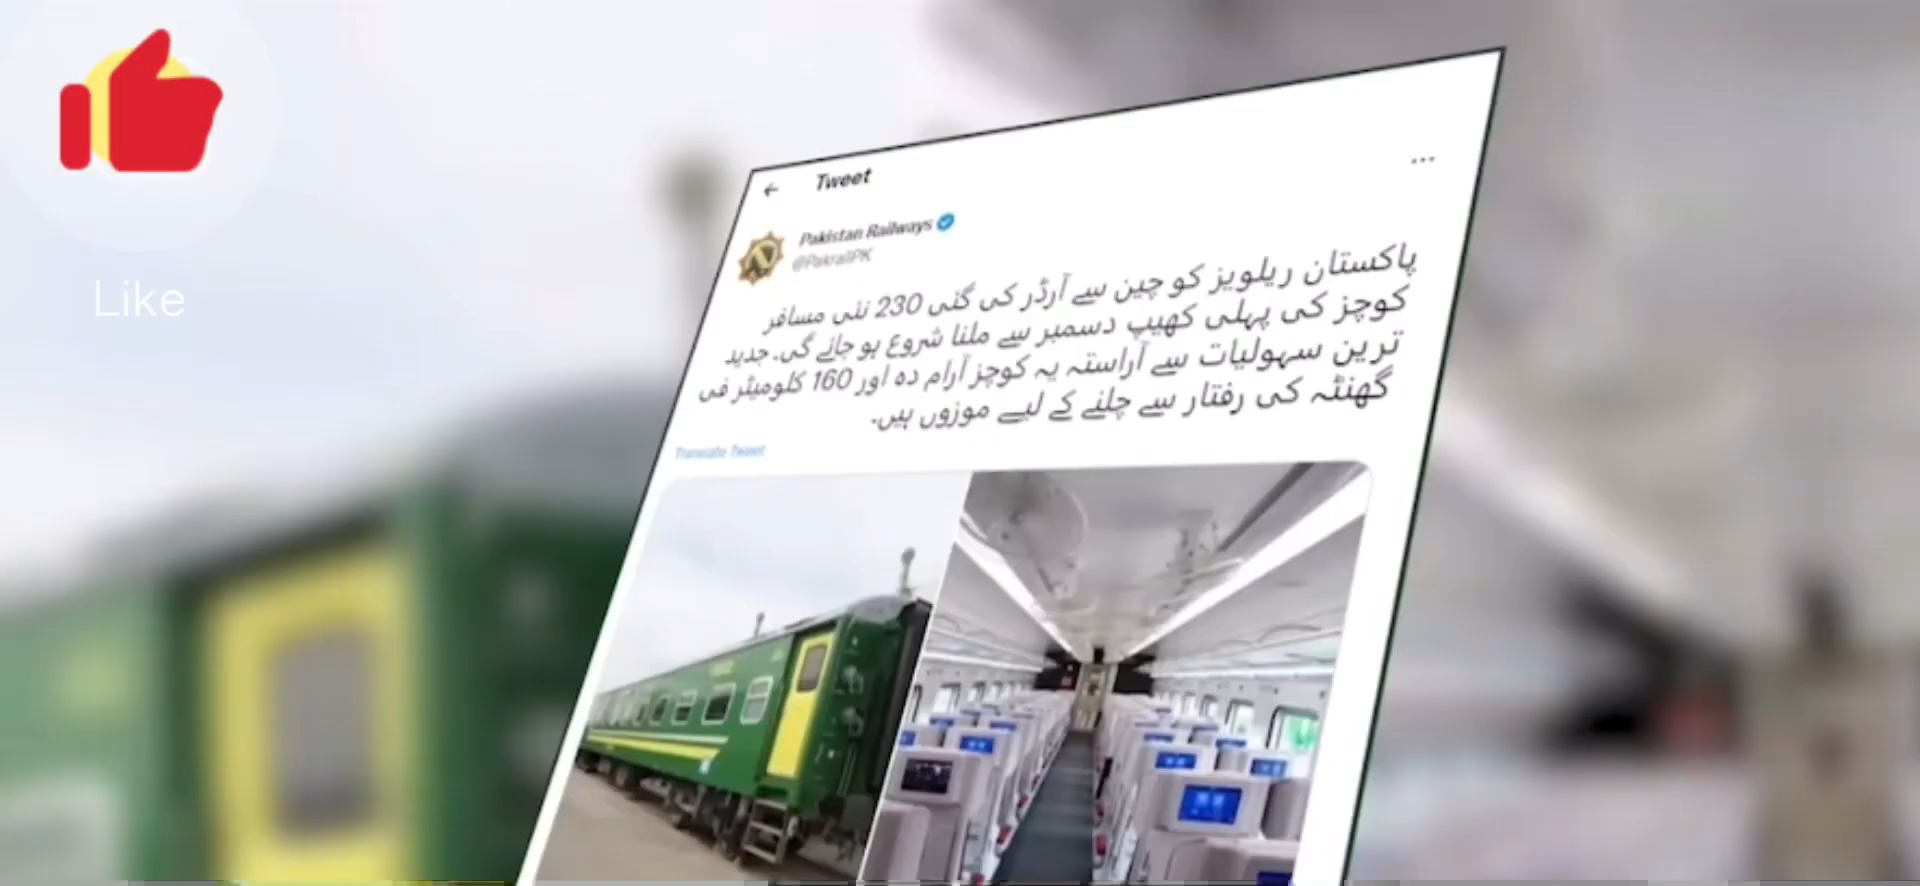 Like
Tweet
Pakistan Railways
@PakrailPK
پاکستان ریلویز کو چین سے آرڈر کی گئی 230 نئی مسافر
کوچز کی پہلی کھیپ دسمبر سے ملنا شروع ہو جائے گی۔ جدید
ترین سہولیات سے آراستہ یہ کوچز آرام دہ اور 160 کلومیٹر فی
گھنٹہ کی رفتار سے چلنے کے لیے موزوں ہیں۔
Translate Tweet